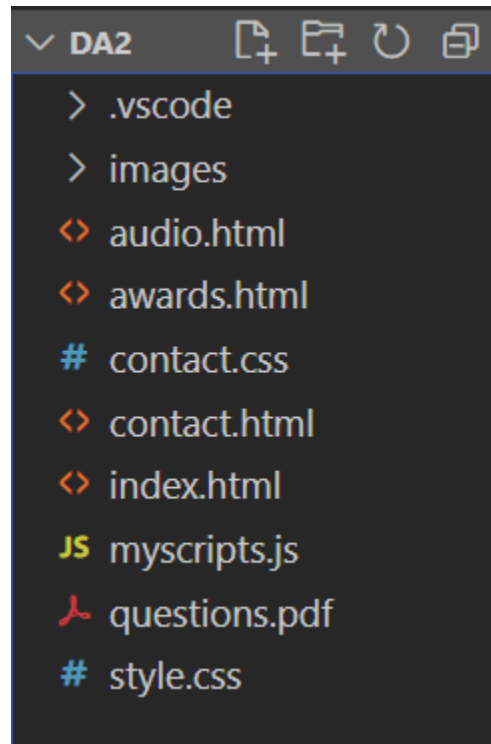 DA2
.vscode
images
audio.html
awards.html
# contact.css
contact.html
index.html
JS myscripts.js
questions.pdf
# style.css